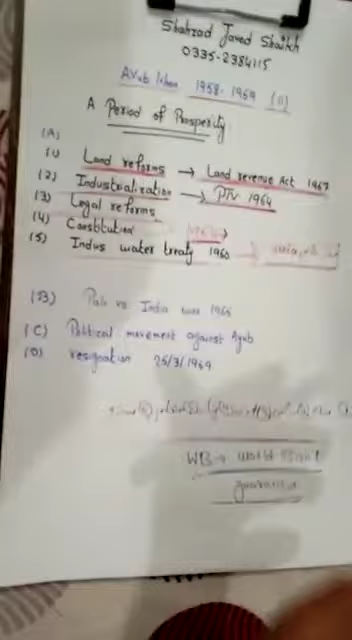 Shahzad Javed Shaikh
0335-2384115
Ayub khan 1958-1969 (II)
A Period of Prosperity
(A)
(1) Land reforms → Land revenue Act 1967
(2) Industrialization → PTV 1964
(3) Legal reforms
(4) Constitution
(5) Indus water treaty 1960
(B) Pak vs India war 1965
(C) Political movement against Ayub
(D) resignation 25/3/1969
WB → World Bank
guarantor